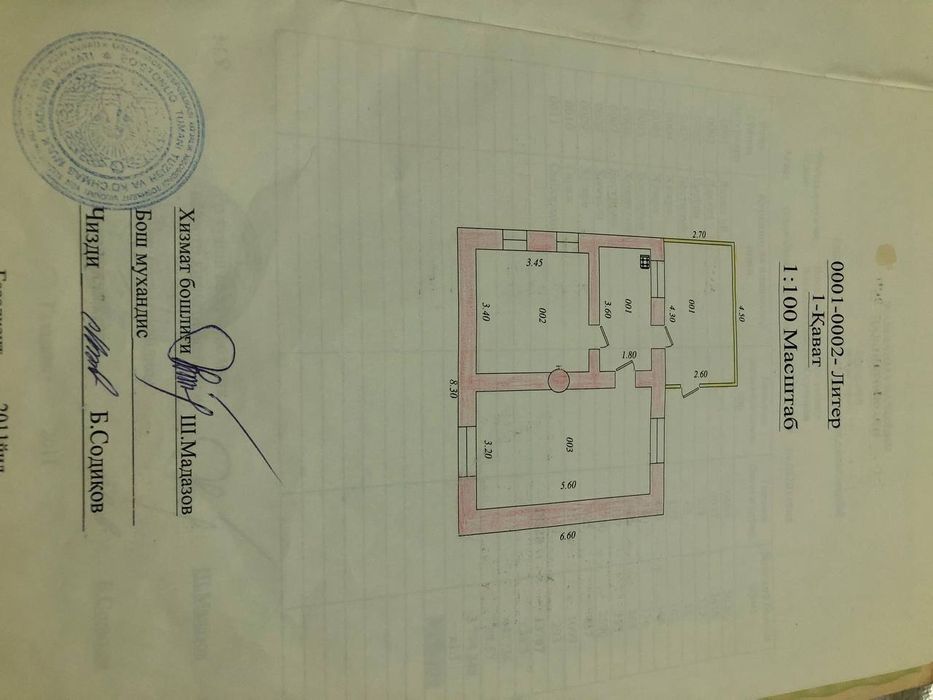 0001-0002- Литер
1-Қават
1:100 Масштаб
2.70
001
4.50
2.60
4.30
001
3.60
1.80
3.45
002
3.40
8.30
003
3.20
5.60
6.60
Хизмат бошлиғи Ш.Мадазов
Бош мухандис
Чизди Б.Содиков